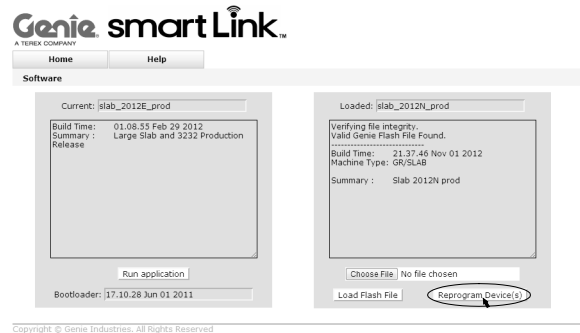 Genie. smartLink™
A TEREX COMPANY
Home Help
Software
Current: slab_2012E_prod
Build Time: 01.08.55 Feb 29 2012
Summary : Large Slab and 3232 Production
Release
Run application
Bootloader: 17.10.28 Jun 01 2011
Loaded: slab_2012N_prod
Verifying file integrity.
Valid Genie Flash File Found.
----------------------------
Build Time: 21.37.46 Nov 01 2012
Machine Type: GR/SLAB
Summary : Slab 2012N prod
Choose File No file chosen
Load Flash File Reprogram Device(s)
Copyright © Genie Industries. All Rights Reserved